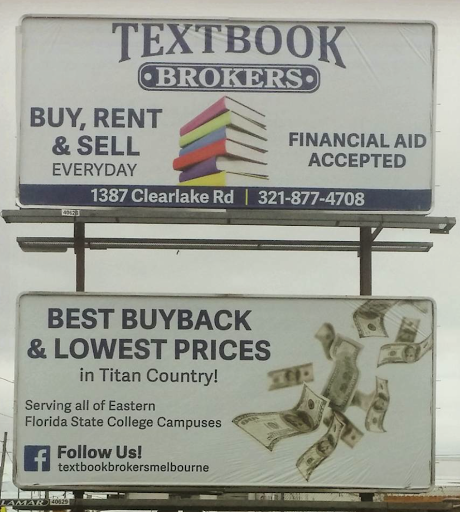 TEXTBOOK
•BROKERS•
BUY, RENT
& SELL
EVERYDAY
FINANCIAL AID
ACCEPTED
1387 Clearlake Rd | 321-877-4708
BEST BUYBACK
& LOWEST PRICES
in Titan Country!
Serving all of Eastern
Florida State College Campuses
f Follow Us!
textbookbrokersmelbourne
LAMAR